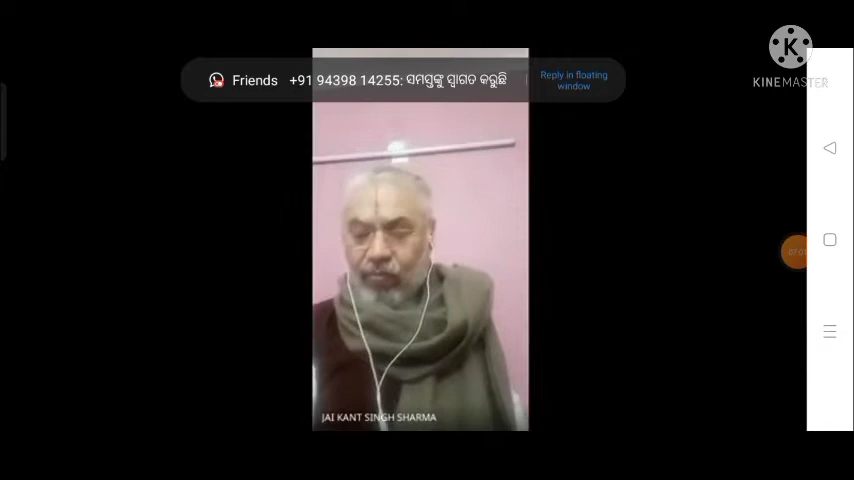 Friends +91 94398 14255: ସମସ୍ତଙ୍କୁ ସ୍ୱାଗତ କରୁଛି
Reply in floating
window
KINEMASTER
JAI KANT SINGH SHARMA